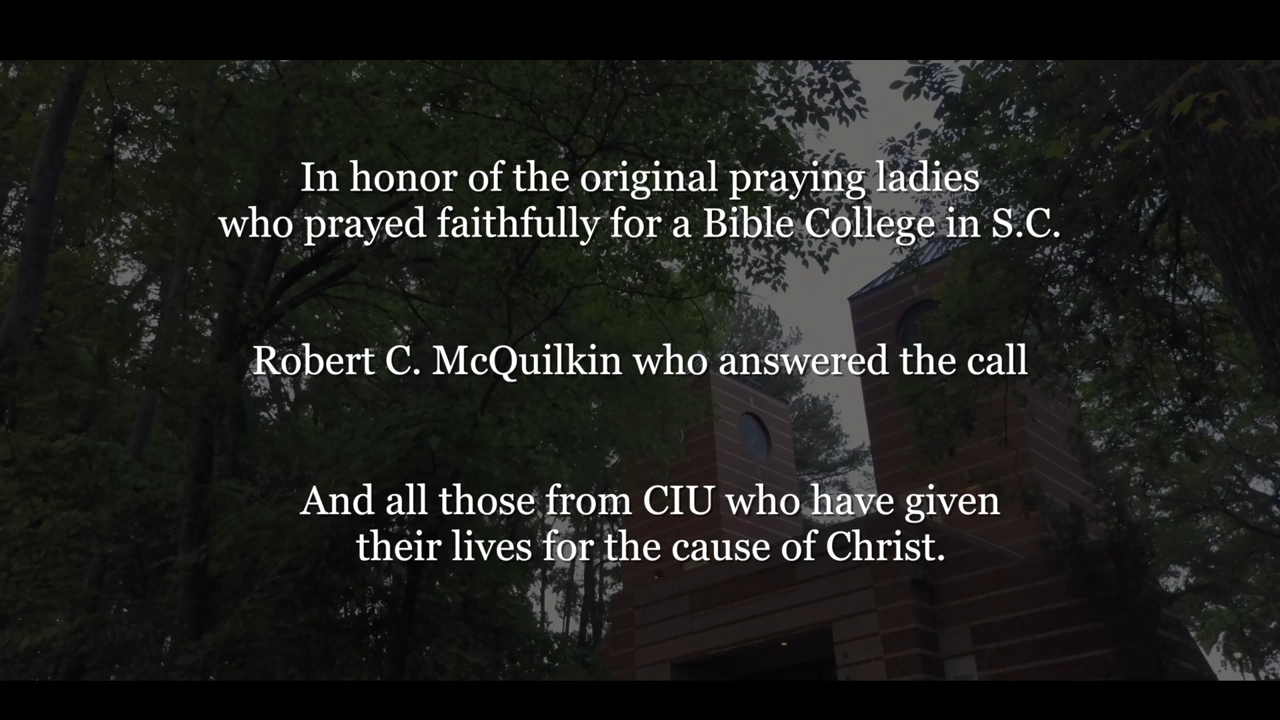 In honor of the original praying ladies
who prayed faithfully for a Bible College in S.C.
Robert C. McQuilkin who answered the call
And all those from CIU who have given
their lives for the cause of Christ.